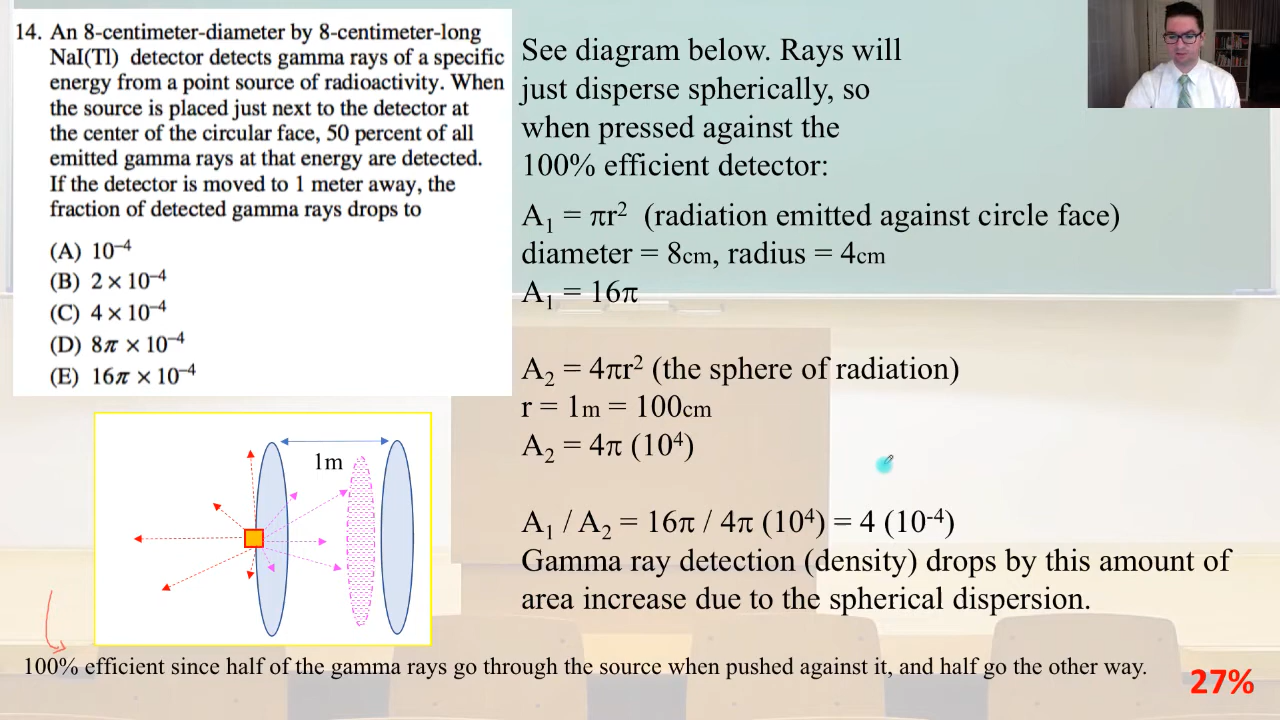 14. An 8-centimeter-diameter by 8-centimeter-long
NaI(Tl) detector detects gamma rays of a specific
energy from a point source of radioactivity. When
the source is placed just next to the detector at
the center of the circular face, 50 percent of all
emitted gamma rays at that energy are detected.
If the detector is moved to 1 meter away, the
fraction of detected gamma rays drops to
(A) 10⁻⁴
(B) 2 × 10⁻⁴
(C) 4 × 10⁻⁴
(D) 8π × 10⁻⁴
(E) 16π × 10⁻⁴
See diagram below. Rays will
just disperse spherically, so
when pressed against the
100% efficient detector:
A₁ = πr² (radiation emitted against circle face)
diameter = 8cm, radius = 4cm
A₁ = 16π
A₂ = 4πr² (the sphere of radiation)
r = 1m = 100cm
A₂ = 4π (10⁴)
A₁ / A₂ = 16π / 4π (10⁴) = 4 (10⁻⁴)
Gamma ray detection (density) drops by this amount of
area increase due to the spherical dispersion.
1m
100% efficient since half of the gamma rays go through the source when pushed against it, and half go the other way.
27%